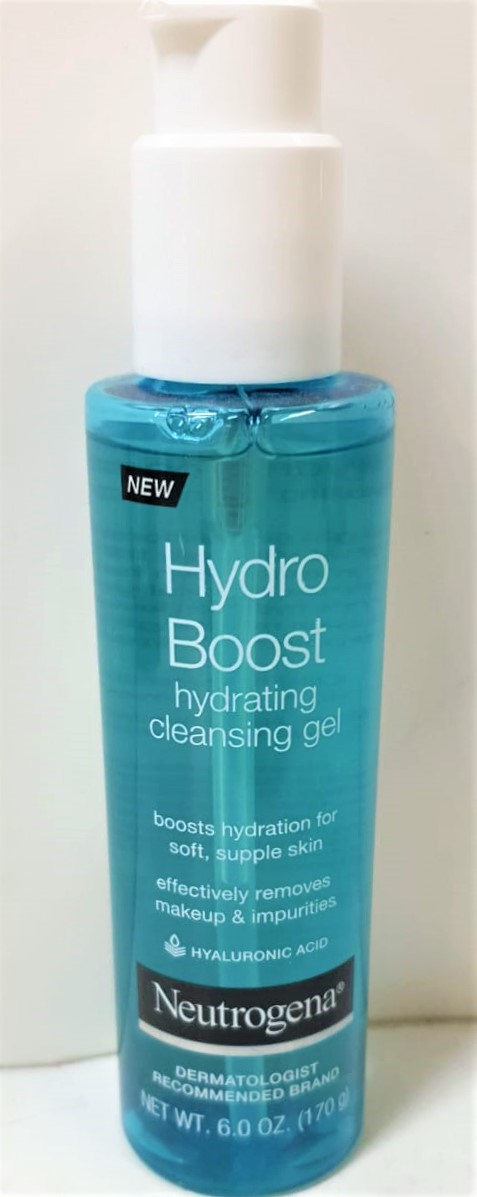 NEW
Hydro
Boost
hydrating
cleansing gel
boosts hydration for
soft, supple skin
effectively removes
makeup & impurities
HYALURONIC ACID
Neutrogena®
DERMATOLOGIST
RECOMMENDED BRAND
NET WT. 6.0 OZ. (170 g)